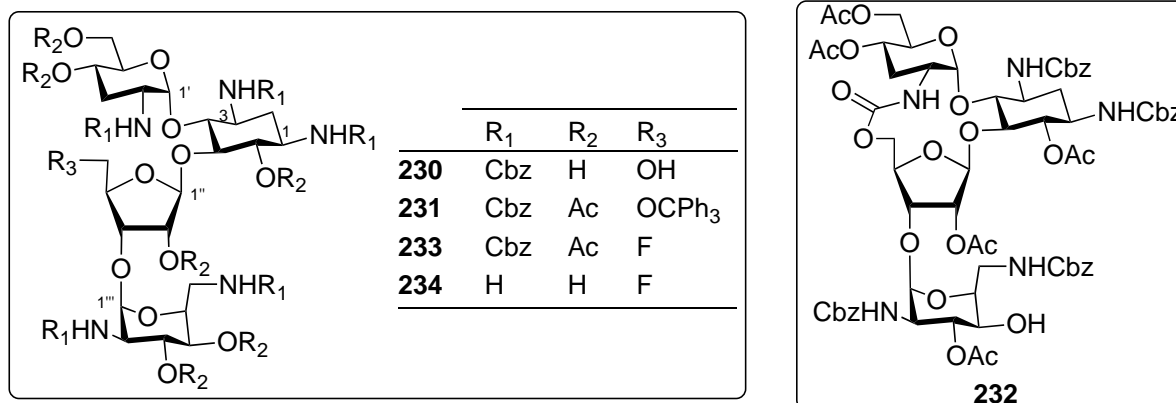 R₂O
R₂O
O
1'
NHR₁
R₁HN
O
3
1
NHR₁
R₃
O
O
OR₂
1''
O
OR₂
NHR₁
1'''
O
R₁HN
OR₂
OR₂
R₁ R₂ R₃
230 Cbz H OH
231 Cbz Ac OCPh₃
233 Cbz Ac F
234 H H F
AcO
AcO
O
NHCbz
O
NH
O
NHCbz
O
O
O
OAc
O
OAc
NHCbz
O
CbzHN
OH
OAc
232